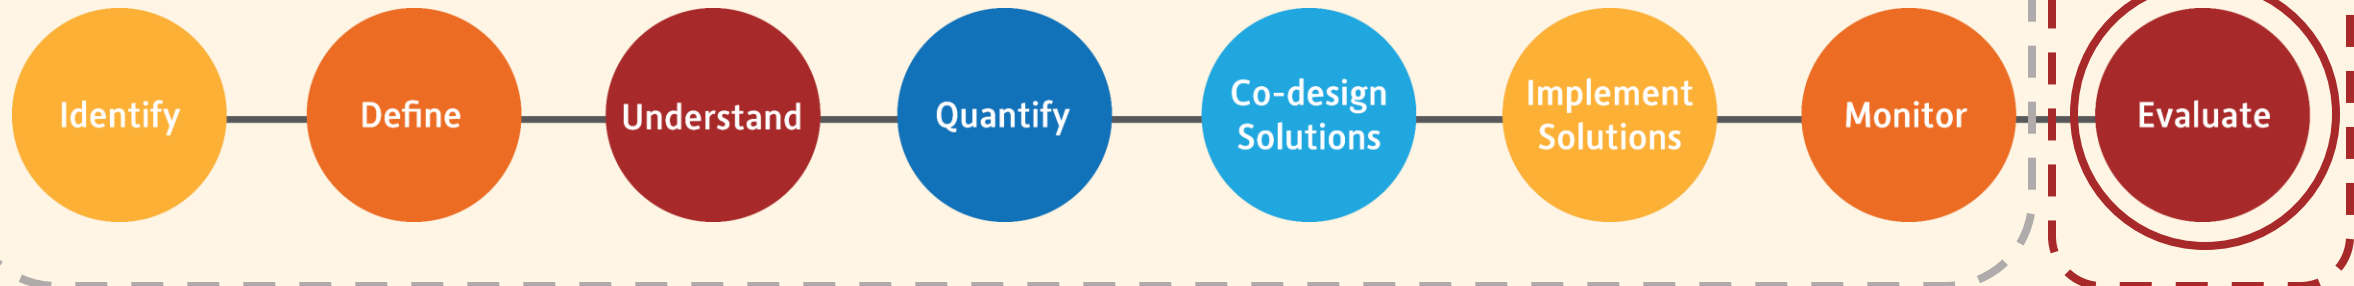 Identify
Define
Understand
Quantify
Co-design
Solutions
Implement
Solutions
Monitor
Evaluate